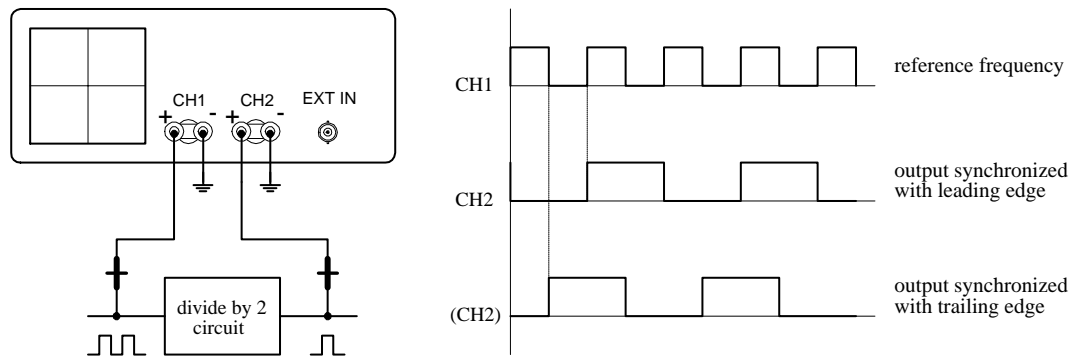 CH1
CH2
EXT IN
+
-
+
-
divide by 2
circuit
CH1
reference frequency
CH2
output synchronized
with leading edge
(CH2)
output synchronized
with trailing edge